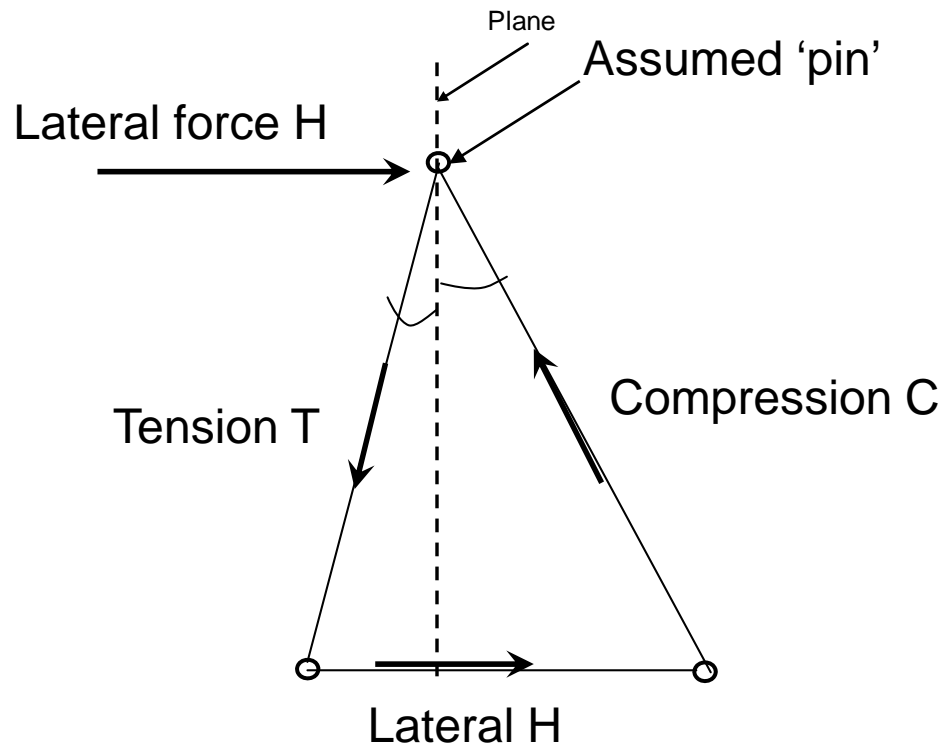 Plane
Assumed ‘pin’
Lateral force H
Compression C
Tension T
Lateral H